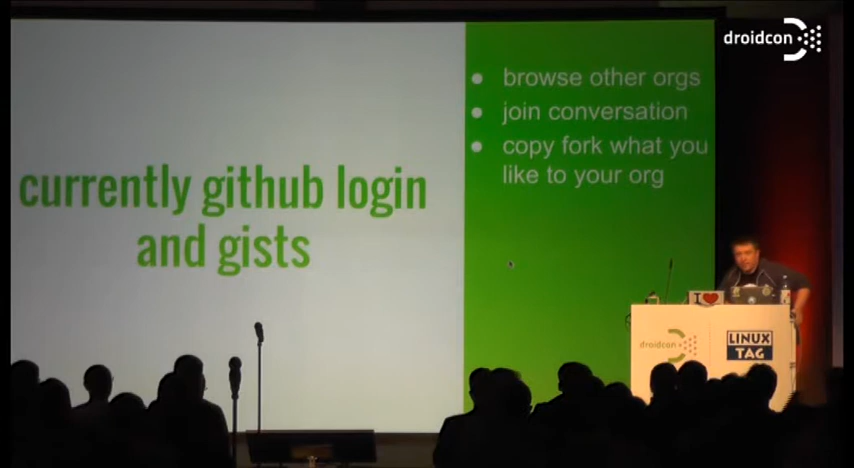 droidcon
currently github login
and gists
browse other orgs
join conversation
copy fork what you
like to your org
I
droidcon
LINUX
TAG